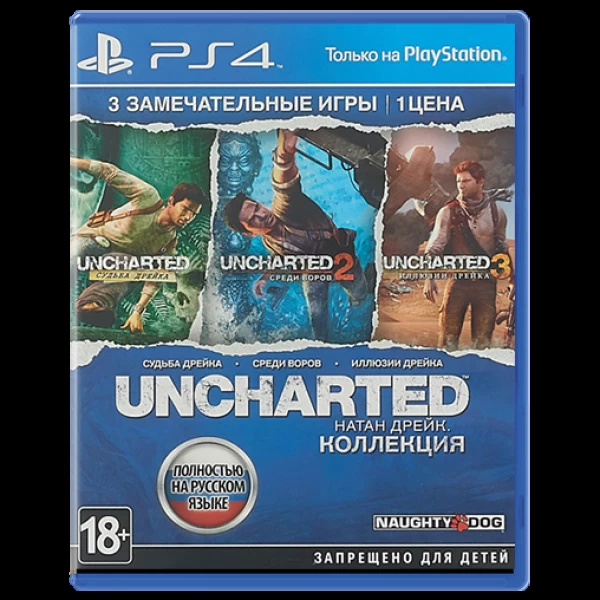 PS4™
Только на PlayStation®
3 ЗАМЕЧАТЕЛЬНЫЕ ИГРЫ | 1 ЦЕНА
UNCHARTED
СУДЬБА ДРЕЙКА
UNCHARTED 2
СРЕДИ ВОРОВ
UNCHARTED 3
ИЛЛЮЗИИ ДРЕЙКА
СУДЬБА ДРЕЙКА • СРЕДИ ВОРОВ • ИЛЛЮЗИИ ДРЕЙКА
UNCHARTED™
НАТАН ДРЕЙК.
КОЛЛЕКЦИЯ
ПОЛНОСТЬЮ
НА РУССКОМ
ЯЗЫКЕ
18+
NAUGHTY DOG
ЗАПРЕЩЕНО ДЛЯ ДЕТЕЙ